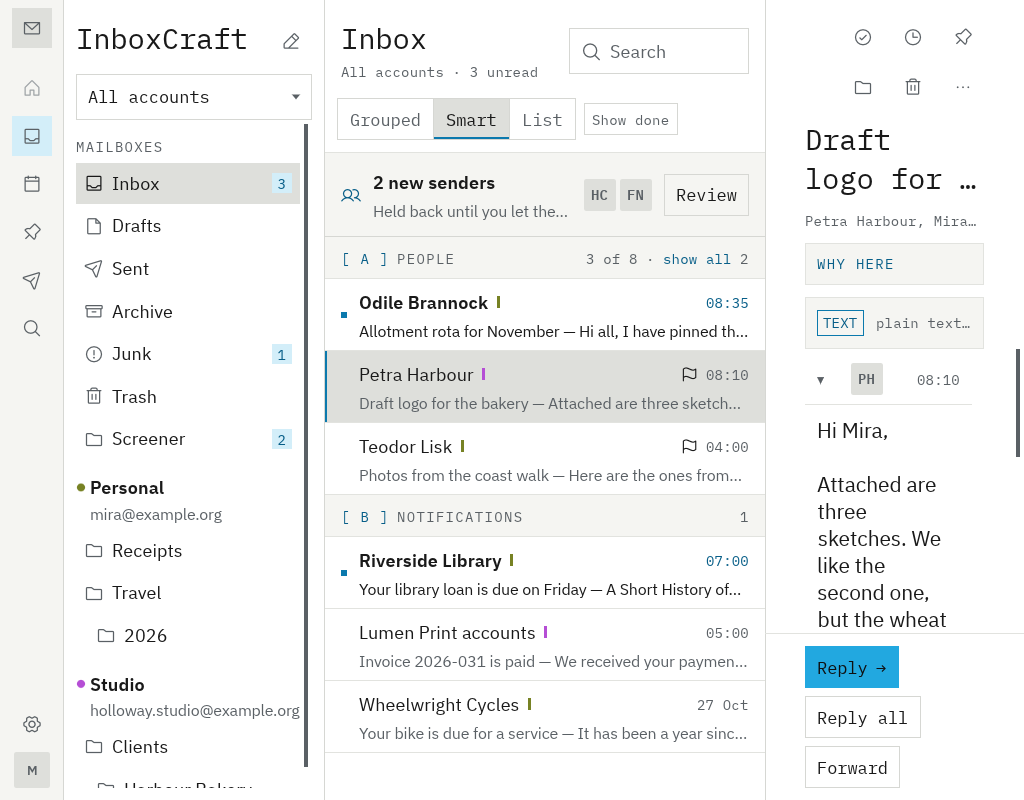 InboxCraft
All accounts
MAILBOXES
Inbox 3
Drafts
Sent
Archive
Junk 1
Trash
Screener 2
Personal
mira@example.org
Receipts
Travel
2026
Studio
holloway.studio@example.org
Clients
Harbour Bakery
M
Inbox
All accounts · 3 unread
Search
Grouped Smart List Show done
2 new senders
Held back until you let the…
HC FN Review
[ A ] PEOPLE 3 of 8 · show all 2
Odile Brannock 08:35
Allotment rota for November — Hi all, I have pinned th…
Petra Harbour 08:10
Draft logo for the bakery — Attached are three sketch…
Teodor Lisk 04:00
Photos from the coast walk — Here are the ones from…
[ B ] NOTIFICATIONS 1
Riverside Library 07:00
Your library loan is due on Friday — A Short History of…
Lumen Print accounts 05:00
Invoice 2026-031 is paid — We received your paymen…
Wheelwright Cycles 27 Oct
Your bike is due for a service — It has been a year sinc…
Draft
logo for …
Petra Harbour, Mira…
WHY HERE
TEXT plain text…
PH 08:10
Hi Mira,
Attached are
three
sketches. We
like the
second one,
but the wheat
Reply →
Reply all
Forward